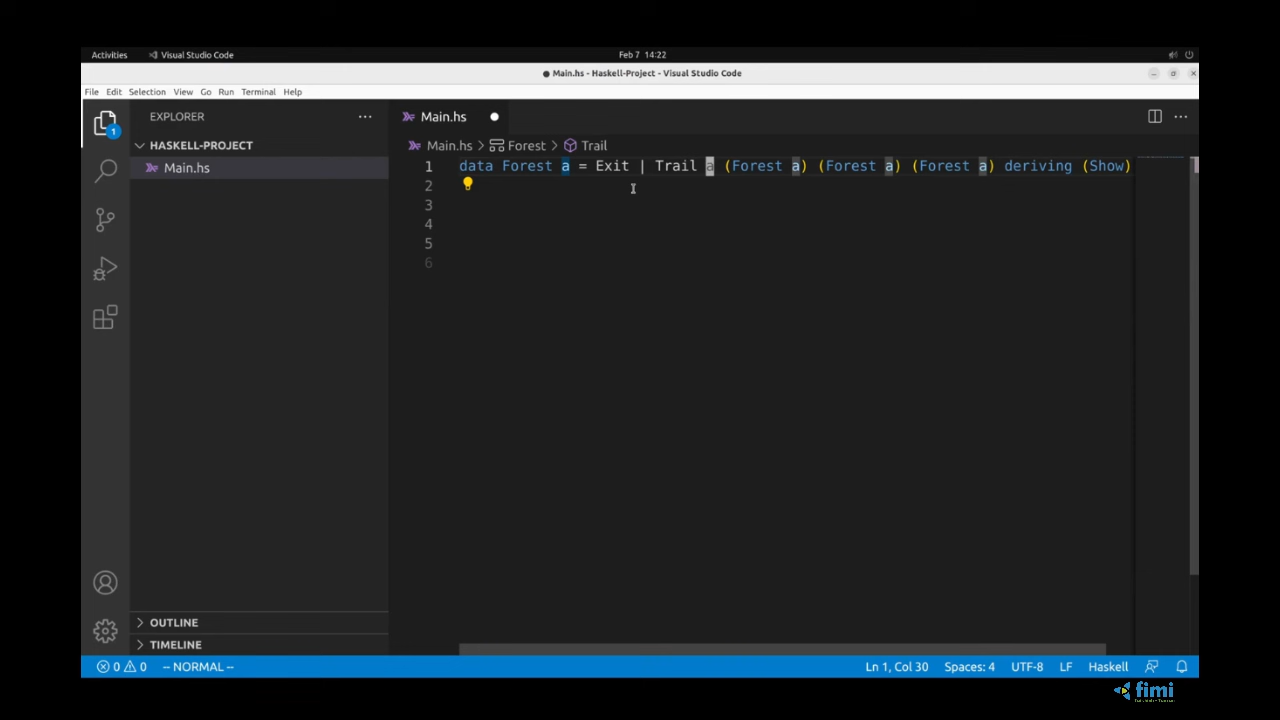 Activities Visual Studio Code Feb 7 14:22
● Main.hs - Haskell-Project - Visual Studio Code
File Edit Selection View Go Run Terminal Help
EXPLORER
HASKELL-PROJECT
Main.hs
1
Main.hs
Main.hs > Forest > Trail
1 data Forest a = Exit | Trail a (Forest a) (Forest a) (Forest a) deriving (Show)
2
3
4
5
6
OUTLINE
TIMELINE
0 0 -- NORMAL -- Ln 1, Col 30 Spaces: 4 UTF-8 LF Haskell
fimi